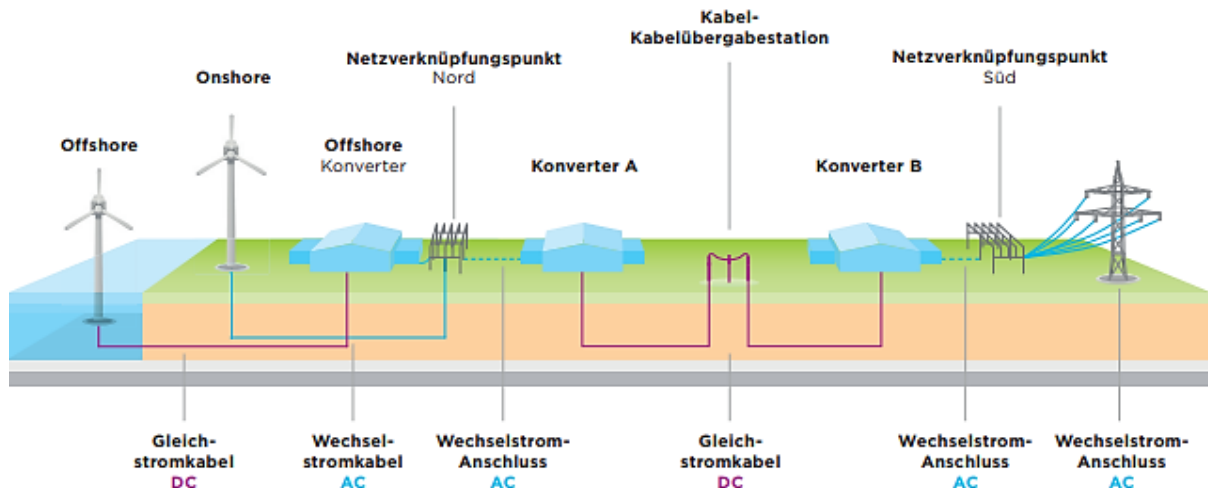 Kabel-
Kabelübergabestation
Netzverknüpfungspunkt
Nord
Netzverknüpfungspunkt
Süd
Onshore
Offshore
Offshore
Konverter
Konverter A
Konverter B
Gleich-
stromkabel
DC
Wechsel-
stromkabel
AC
Wechselstrom-
Anschluss
AC
Gleich-
stromkabel
DC
Wechselstrom-
Anschluss
AC
Wechselstrom-
Anschluss
AC